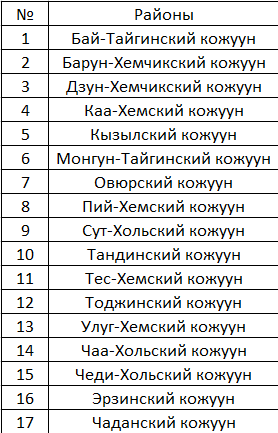 № Районы
1 Бай-Тайгинский кожуун
2 Барун-Хемчикский кожуун
3 Дзун-Хемчикский кожуун
4 Каа-Хемский кожуун
5 Кызылский кожуун
6 Монгун-Тайгинский кожуун
7 Овюрский кожуун
8 Пий-Хемский кожуун
9 Сут-Хольский кожуун
10 Тандинский кожуун
11 Тес-Хемский кожуун
12 Тоджинский кожуун
13 Улуг-Хемский кожуун
14 Чаа-Хольский кожуун
15 Чеди-Хольский кожуун
16 Эрзинский кожуун
17 Чаданский кожуун